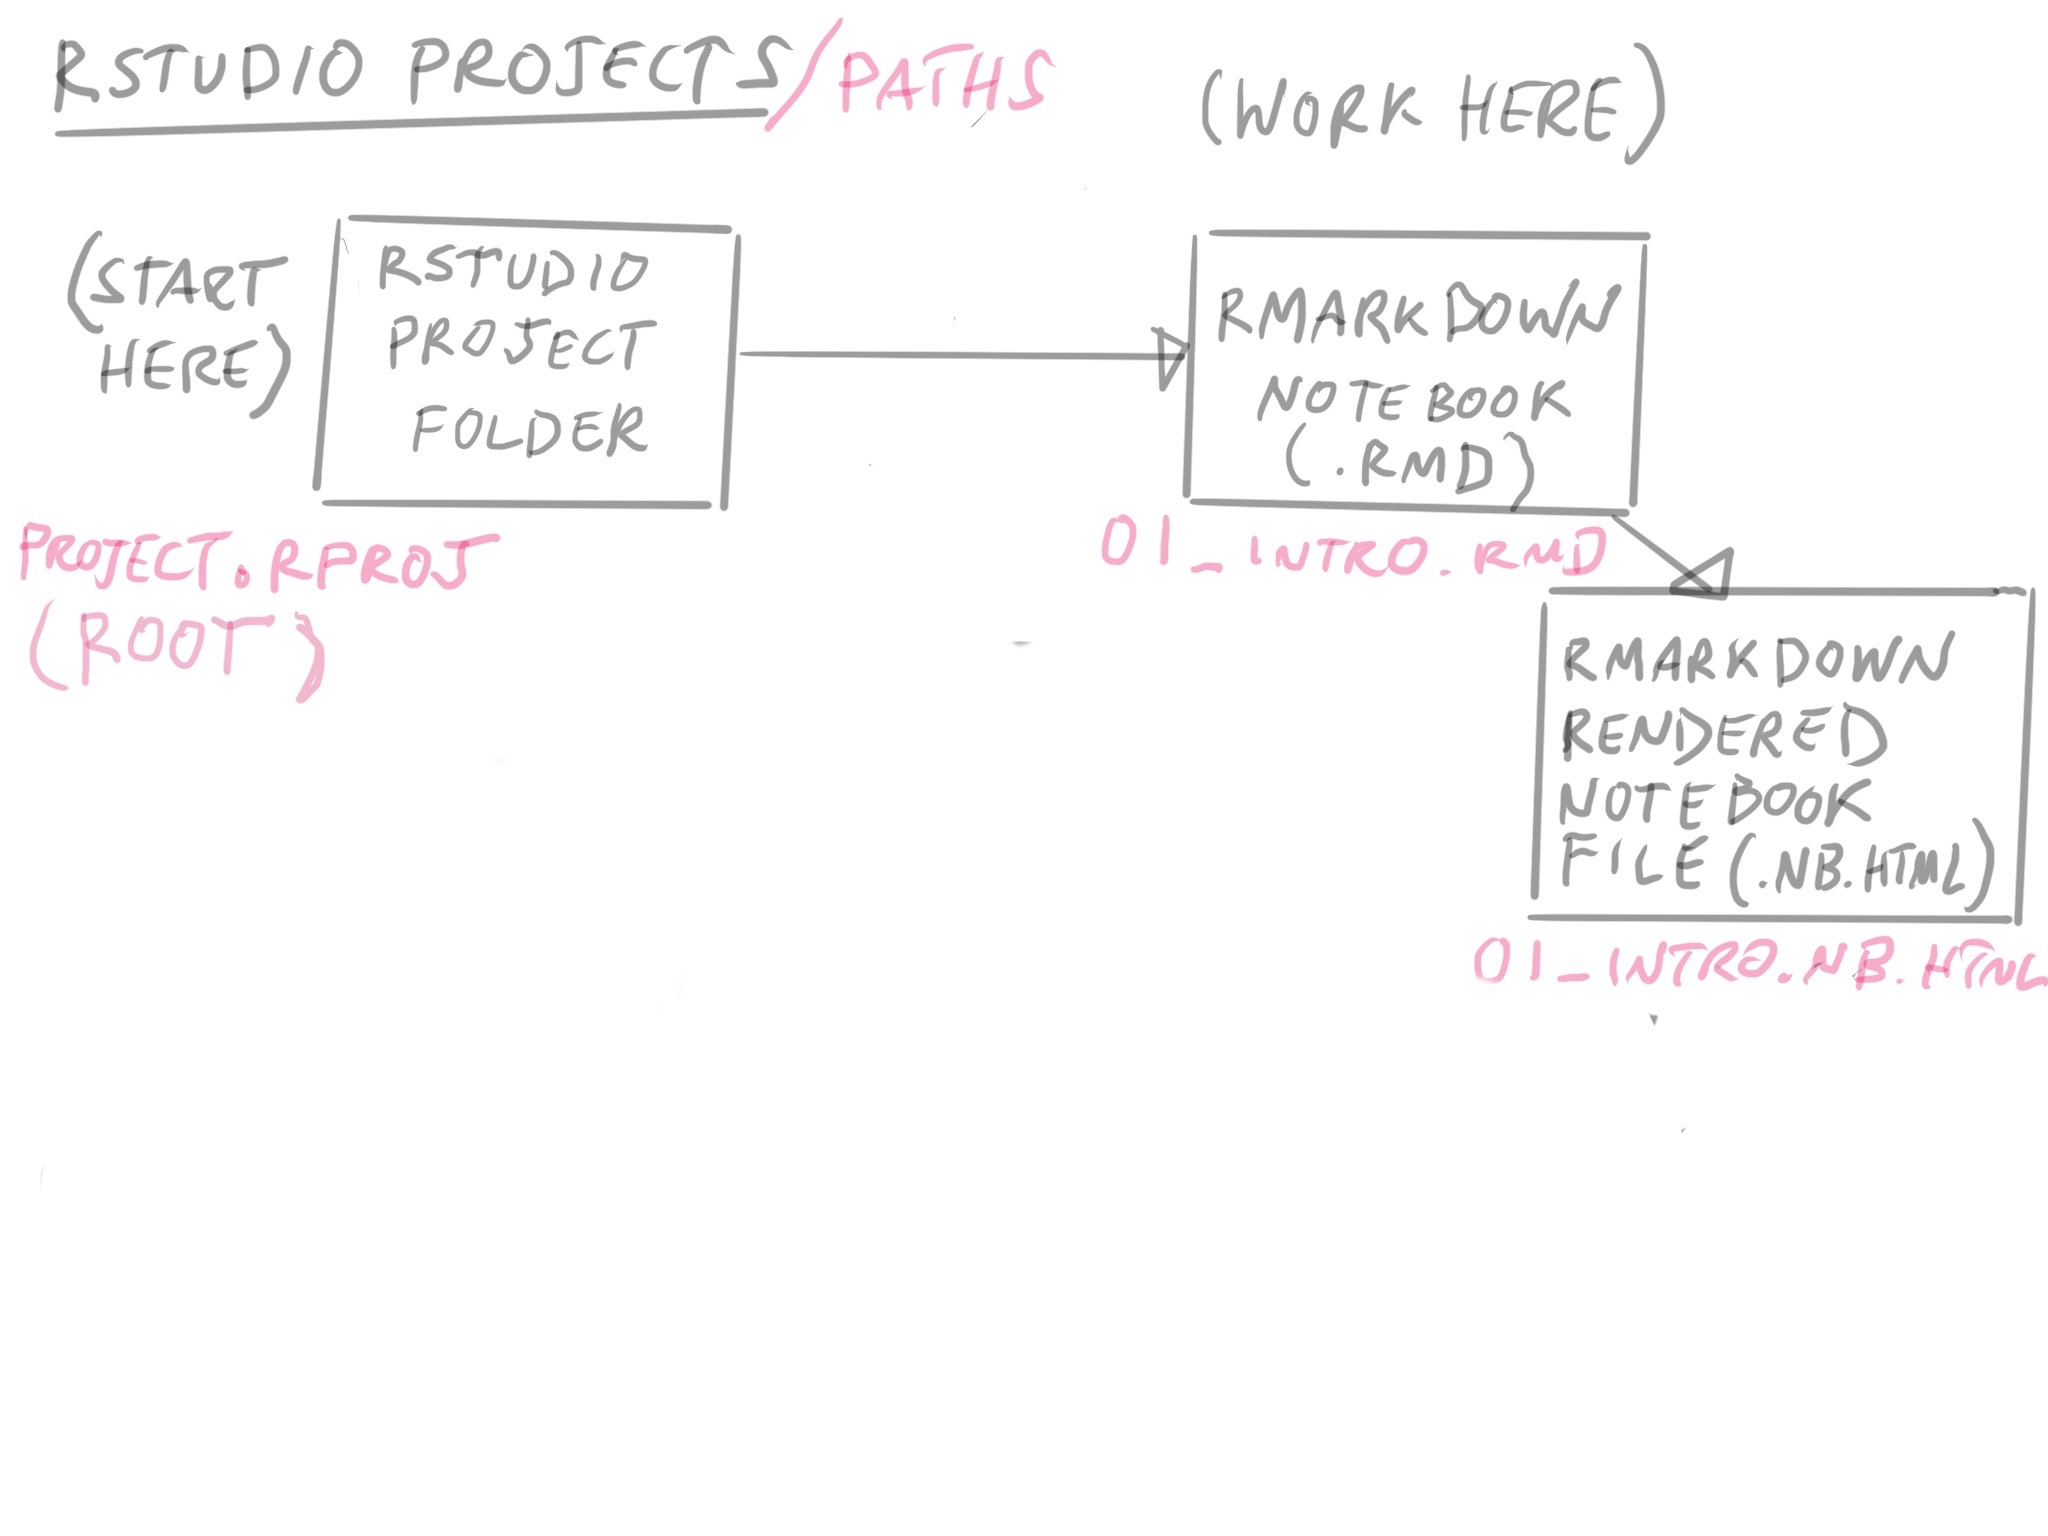 RSTUDIO PROJECTS/PATHS
(WORK HERE)
(START
HERE)
RSTUDIO
PROJECT
FOLDER
PROJECT.RPROJ
(ROOT)
RMARKDOWN
NOTEBOOK
(.RMD)
01_INTRO.RMD
RMARKDOWN
RENDERED
NOTEBOOK
FILE (.NB.HTML)
01_INTRO.NB.HTML